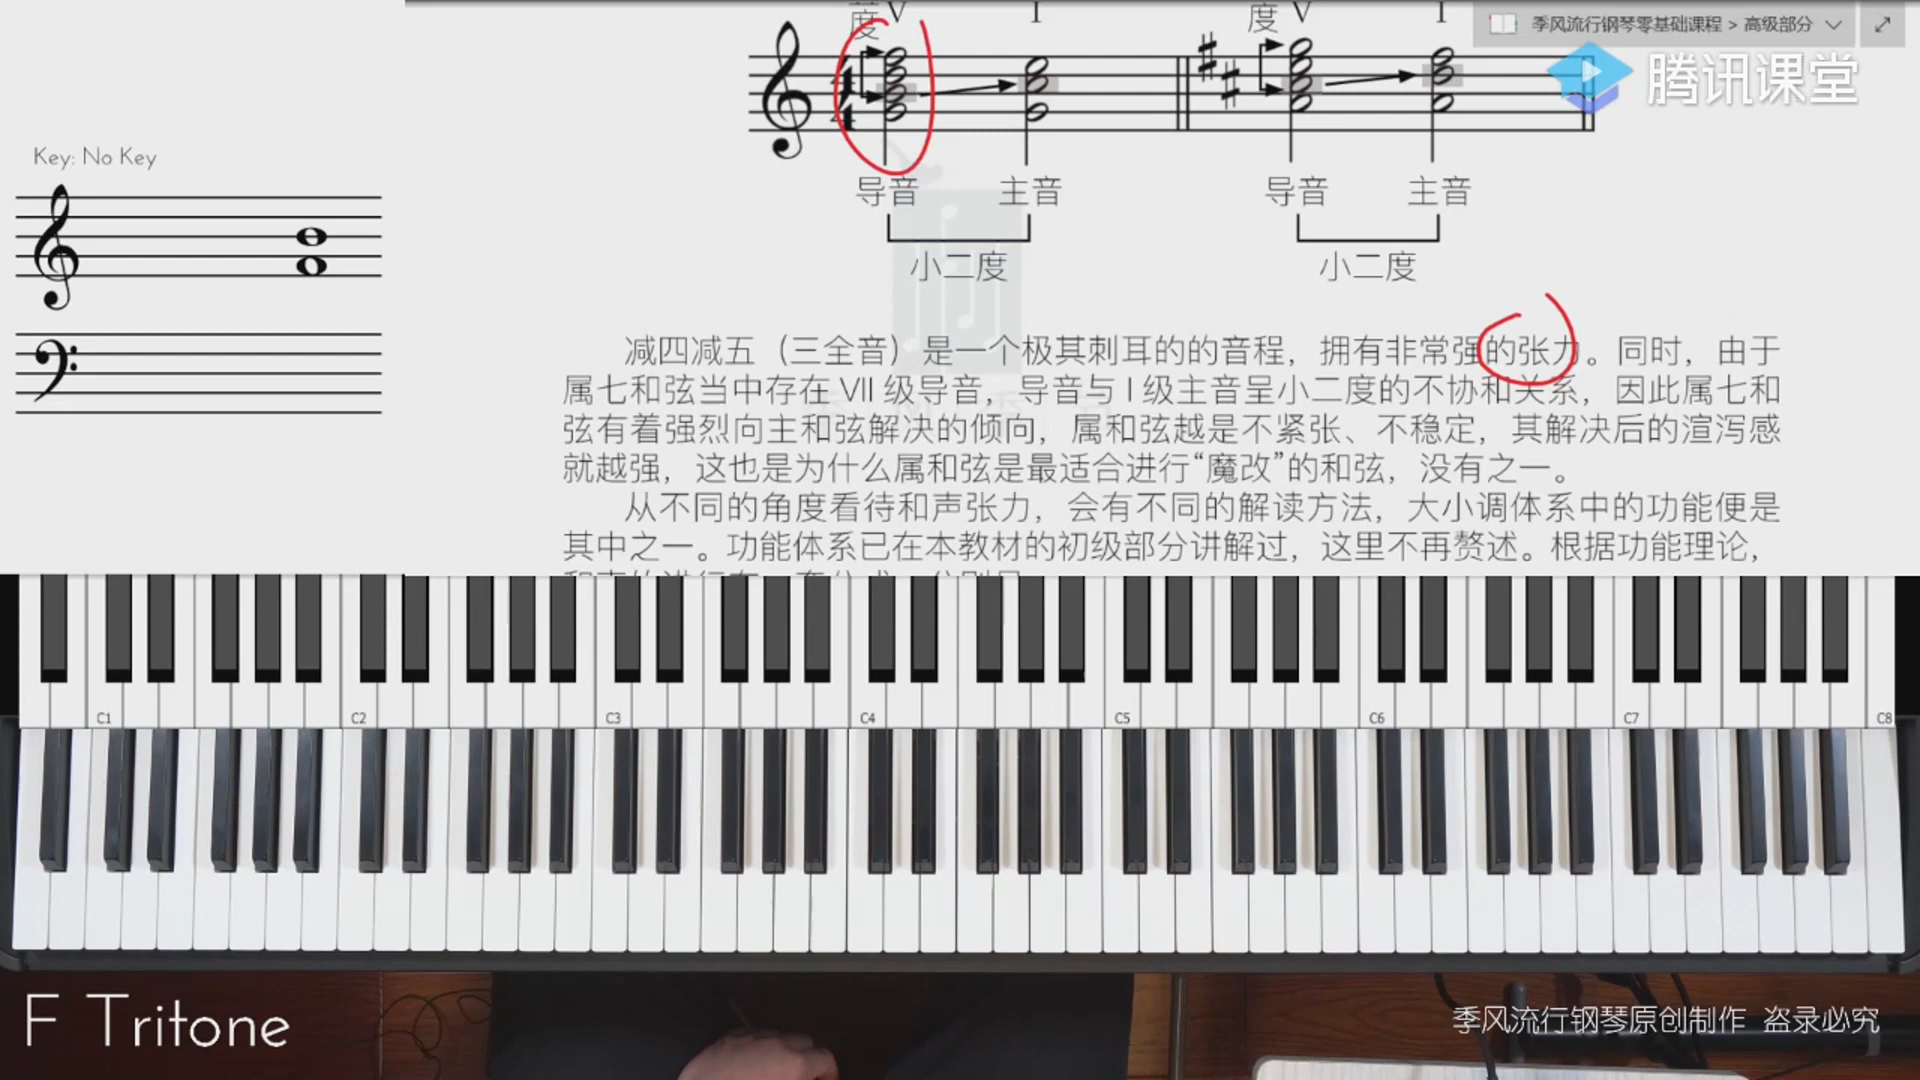 度 V I 度 V I
季风流行钢琴零基础课程 > 高级部分
腾讯课堂
Key: No Key
导音 主音 导音 主音
小二度 小二度
减四减五（三全音）是一个极其刺耳的的音程，拥有非常强的张力。同时，由于
属七和弦当中存在 VII 级导音，导音与 I 级主音呈小二度的不协和关系，因此属七和
弦有着强烈向主和弦解决的倾向，属和弦越是不紧张、不稳定，其解决后的渲泻感
就越强，这也是为什么属和弦是最适合进行“魔改”的和弦，没有之一。
从不同的角度看待和声张力，会有不同的解读方法，大小调体系中的功能便是
其中之一。功能体系已在本教材的初级部分讲解过，这里不再赘述。根据功能理论，
C1 C2 C3 C4 C5 C6 C7 C8
F Tritone
季风流行钢琴原创制作 盗录必究